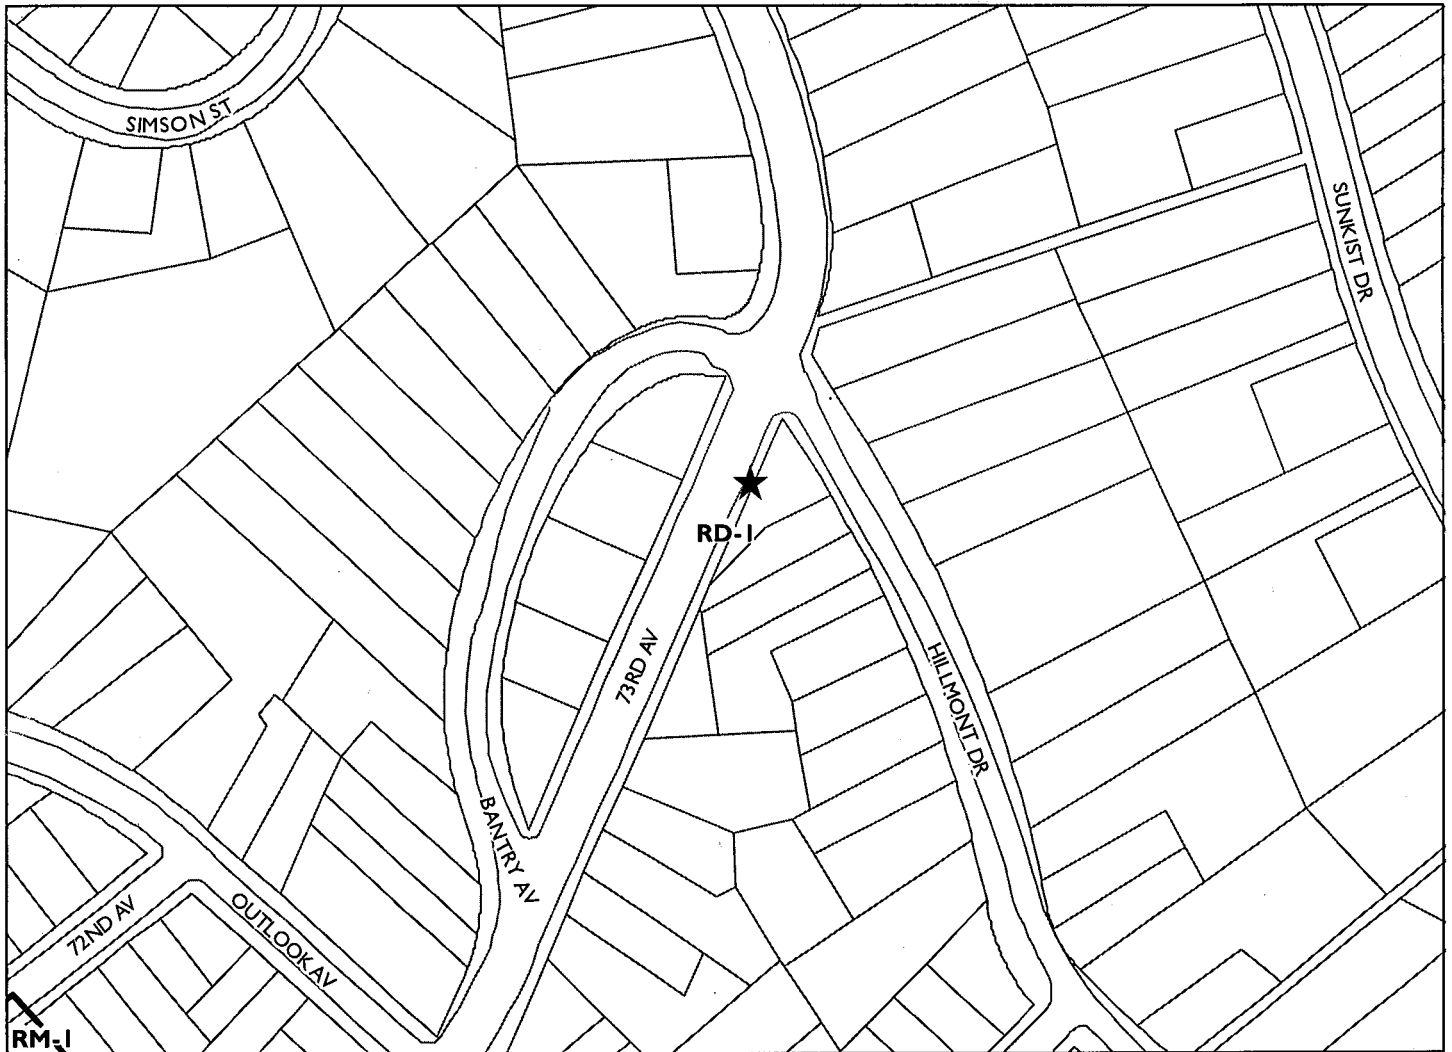 SIMSON ST
SUNKIST DR
RD-1
73RD AV
HILLMONT DR
BANTRY AV
72ND AV
OUTLOOK AV
RM-1